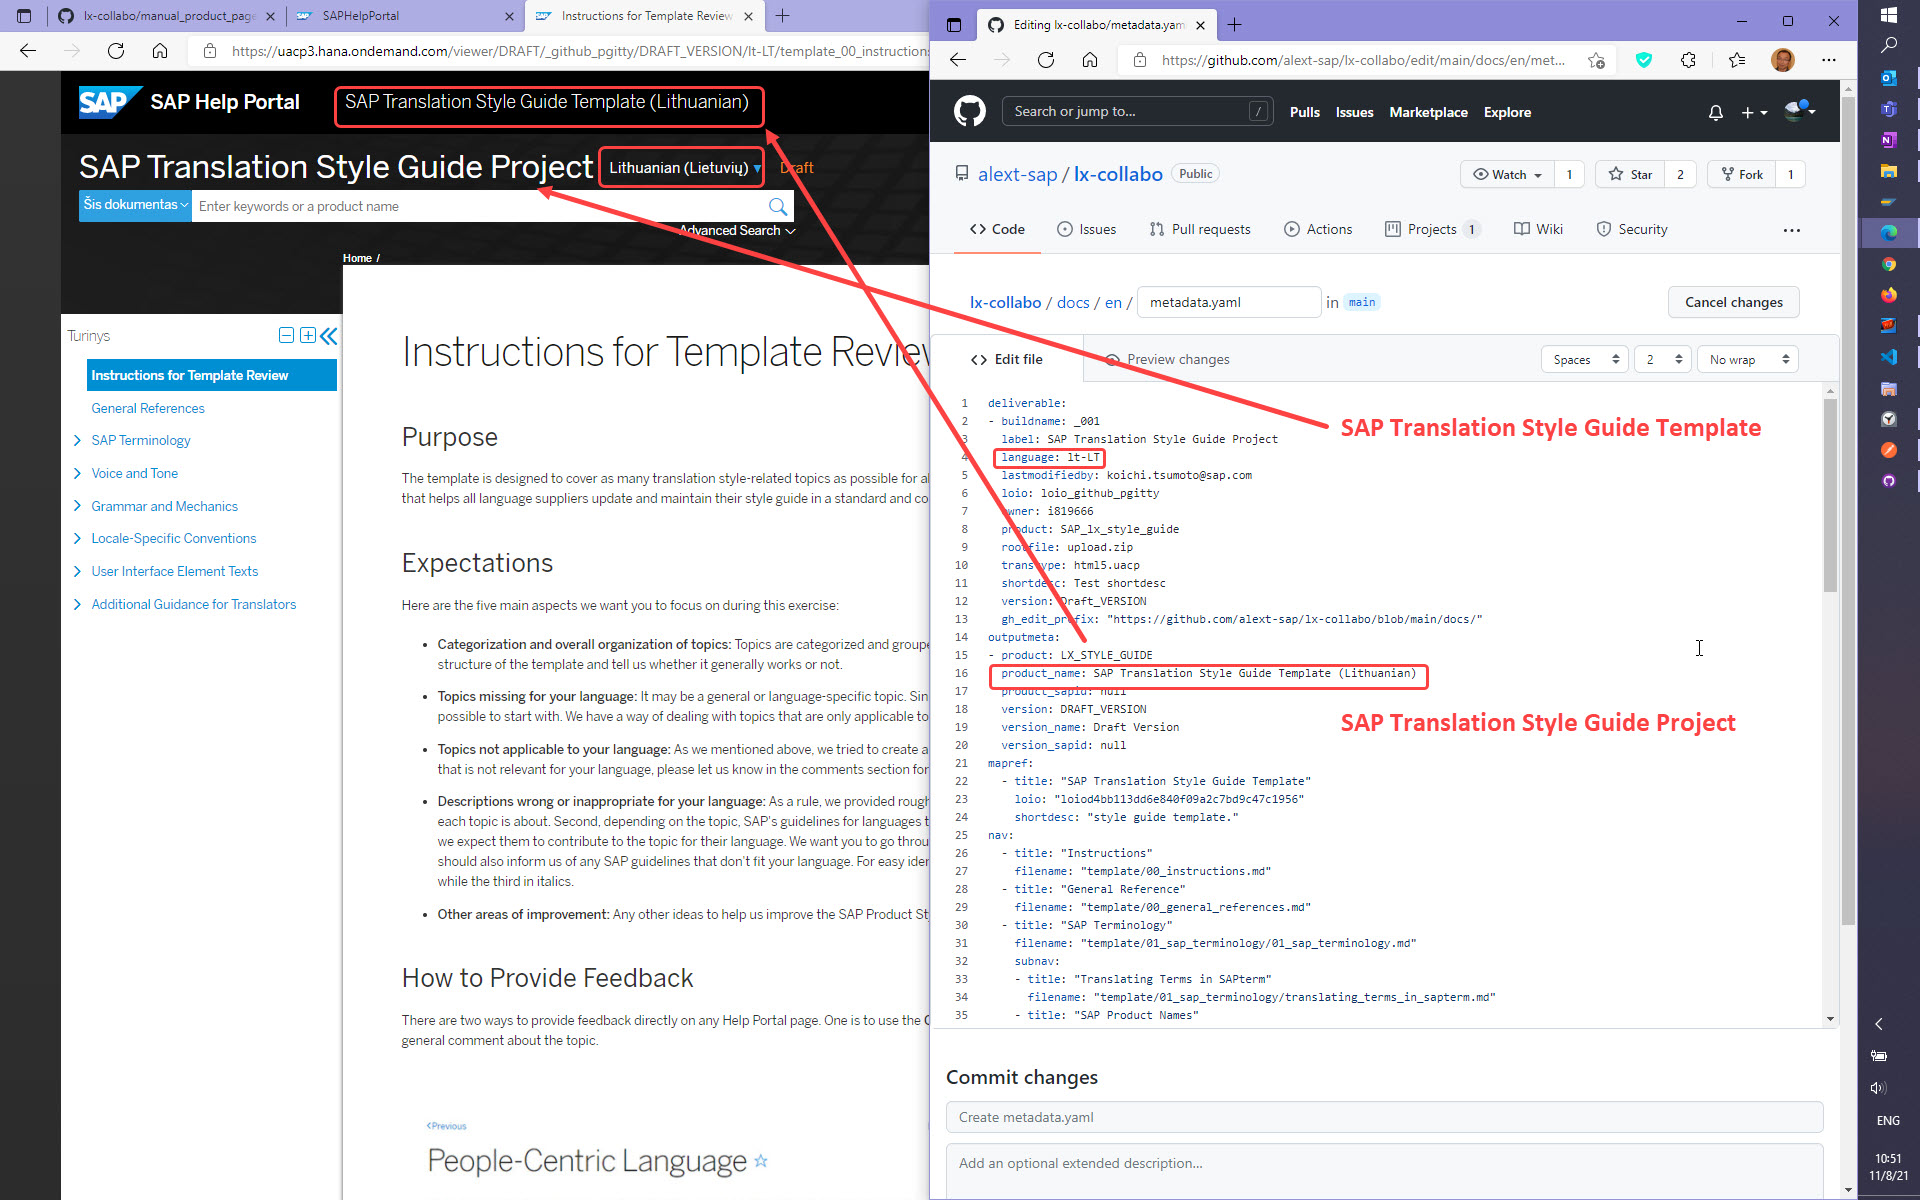 lx-collabo/manual_product_page
SAPHelpPortal
Instructions for Template Review
https://uacp3.hana.ondemand.com/viewer/DRAFT/_github_pgitty/DRAFT_VERSION/lt-LT/template_00_instructions
SAP SAP Help Portal
SAP Translation Style Guide Template (Lithuanian)
SAP Translation Style Guide Project
Lithuanian (Lietuvių)
Draft
Šis dokumentas
Enter keywords or a product name
Advanced Search
Home /
Turinys
Instructions for Template Review
General References
SAP Terminology
Voice and Tone
Grammar and Mechanics
Locale-Specific Conventions
User Interface Element Texts
Additional Guidance for Translators
Instructions for Template Review
Purpose
The template is designed to cover as many translation style-related topics as possible for al
that helps all language suppliers update and maintain their style guide in a standard and co
Expectations
Here are the five main aspects we want you to focus on during this exercise:
• Categorization and overall organization of topics: Topics are categorized and groupe
structure of the template and tell us whether it generally works or not.
• Topics missing for your language: It may be a general or language-specific topic. Sin
possible to start with. We have a way of dealing with topics that are only applicable to
• Topics not applicable to your language: As we mentioned above, we tried to create a
that is not relevant for your language, please let us know in the comments section for
• Descriptions wrong or inappropriate for your language: As a rule, we provided rough
each topic is about. Second, depending on the topic, SAP's guidelines for languages t
we expect them to contribute to the topic for their language. We want you to go throu
should also inform us of any SAP guidelines that don't fit your language. For easy iden
while the third in italics.
• Other areas of improvement: Any other ideas to help us improve the SAP Product St
How to Provide Feedback
There are two ways to provide feedback directly on any Help Portal page. One is to use the C
general comment about the topic.
Previous
People-Centric Language
Editing lx-collabo/metadata.yam
https://github.com/alext-sap/lx-collabo/edit/main/docs/en/met...
Search or jump to... /
Pulls Issues Marketplace Explore
alext-sap / lx-collabo Public
Watch 1
Star 2
Fork 1
Code
Issues
Pull requests
Actions
Projects 1
Wiki
Security
lx-collabo / docs / en / metadata.yaml in main
Cancel changes
Edit file
Preview changes
Spaces 2 No wrap
1 deliverable:
2 - buildname: _001
3 label: SAP Translation Style Guide Project
4 language: lt-LT
5 lastmodifiedby: koichi.tsumoto@sap.com
6 loio: loio_github_pgitty
7 owner: i819666
8 product: SAP_lx_style_guide
9 rootfile: upload.zip
10 transtype: html5.uacp
11 shortdesc: Test shortdesc
12 version: Draft_VERSION
13 gh_edit_prefix: "https://github.com/alext-sap/lx-collabo/blob/main/docs/"
14 outputmeta:
15 - product: LX_STYLE_GUIDE
16 product_name: SAP Translation Style Guide Template (Lithuanian)
17 product_sapid: null
18 version: DRAFT_VERSION
19 version_name: Draft Version
20 version_sapid: null
21 mapref:
22 - title: "SAP Translation Style Guide Template"
23 loio: "loiod4bb113dd6e840f09a2c7bd9c47c1956"
24 shortdesc: "style guide template."
25 nav:
26 - title: "Instructions"
27 filename: "template/00_instructions.md"
28 - title: "General Reference"
29 filename: "template/00_general_references.md"
30 - title: "SAP Terminology"
31 filename: "template/01_sap_terminology/01_sap_terminology.md"
32 subnav:
33 - title: "Translating Terms in SAPterm"
34 filename: "template/01_sap_terminology/translating_terms_in_sapterm.md"
35 - title: "SAP Product Names"
SAP Translation Style Guide Template
SAP Translation Style Guide Project
Commit changes
Create metadata.yaml
Add an optional extended description...
ENG
10:51
11/8/21